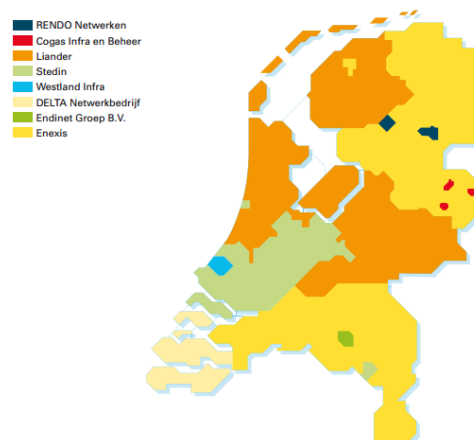 RENDO Netwerken
Cogas Infra en Beheer
Liander
Stedin
Westland Infra
DELTA Netwerkbedrijf
Endinet Groep B.V.
Enexis